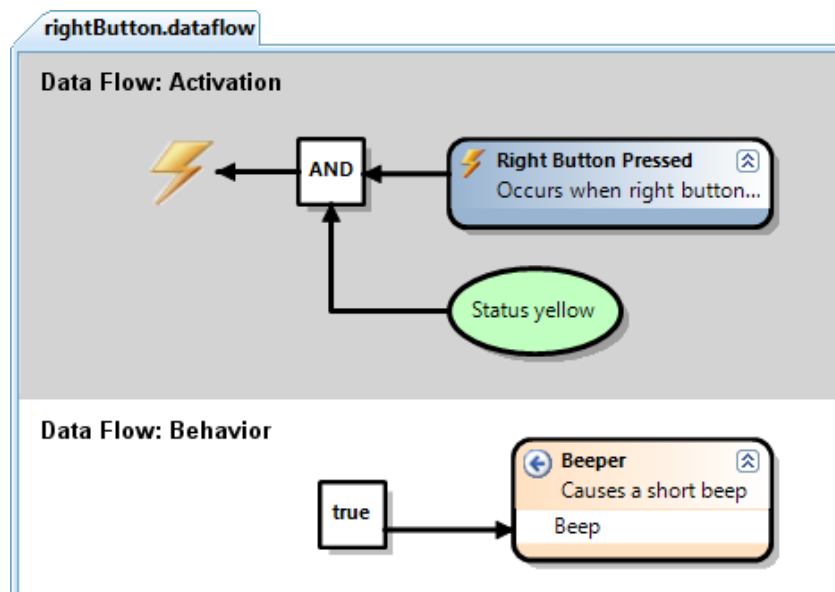 rightButton.dataflow
Data Flow: Activation
AND
Right Button Pressed
Occurs when right button...
Status yellow
Data Flow: Behavior
Beeper
Causes a short beep
true
Beep